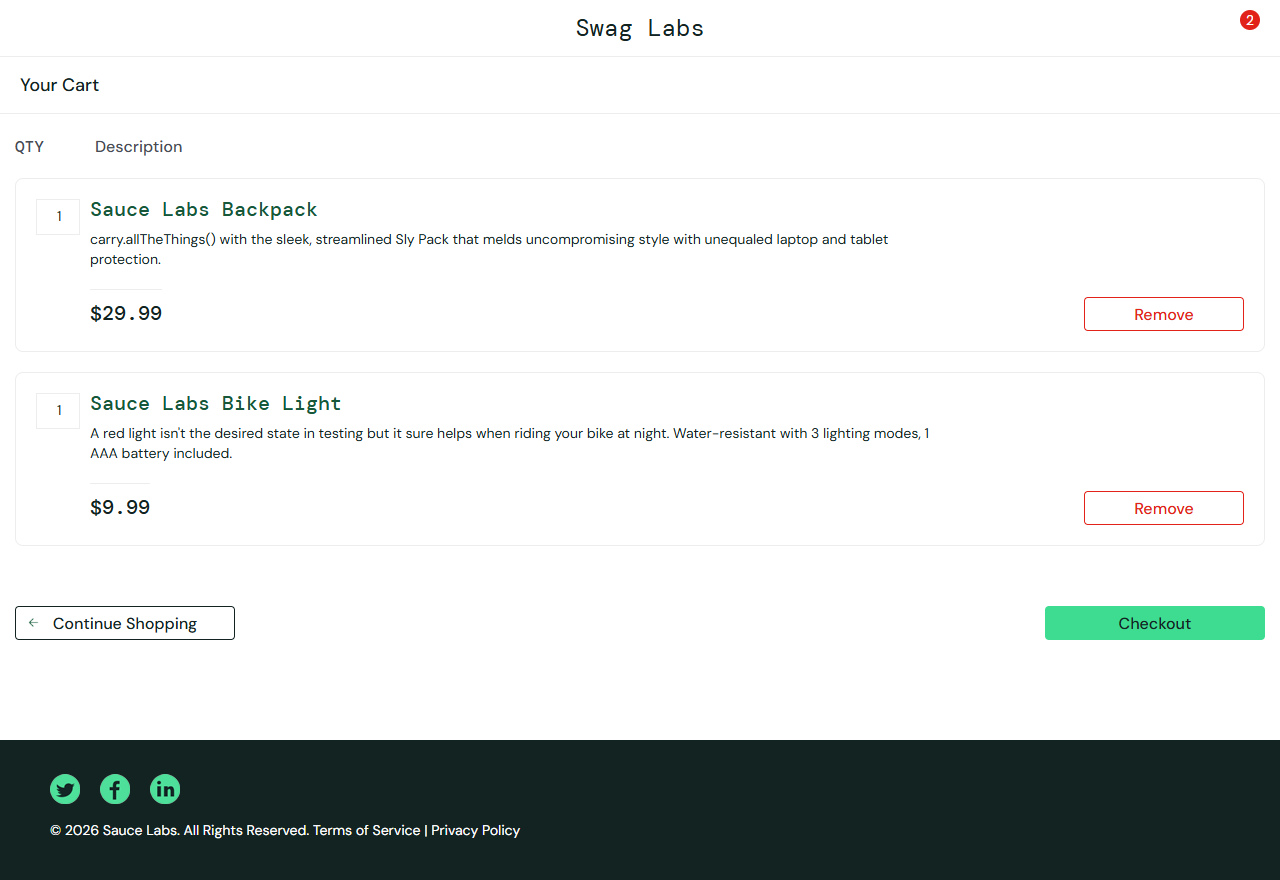 Swag Labs
2
Your Cart
QTY
Description
1
Sauce Labs Backpack
carry.allTheThings() with the sleek, streamlined Sly Pack that melds uncompromising style with unequaled laptop and tablet
protection.
$29.99
Remove
1
Sauce Labs Bike Light
A red light isn't the desired state in testing but it sure helps when riding your bike at night. Water-resistant with 3 lighting modes, 1
AAA battery included.
$9.99
Remove
Continue Shopping
Checkout
© 2026 Sauce Labs. All Rights Reserved. Terms of Service | Privacy Policy